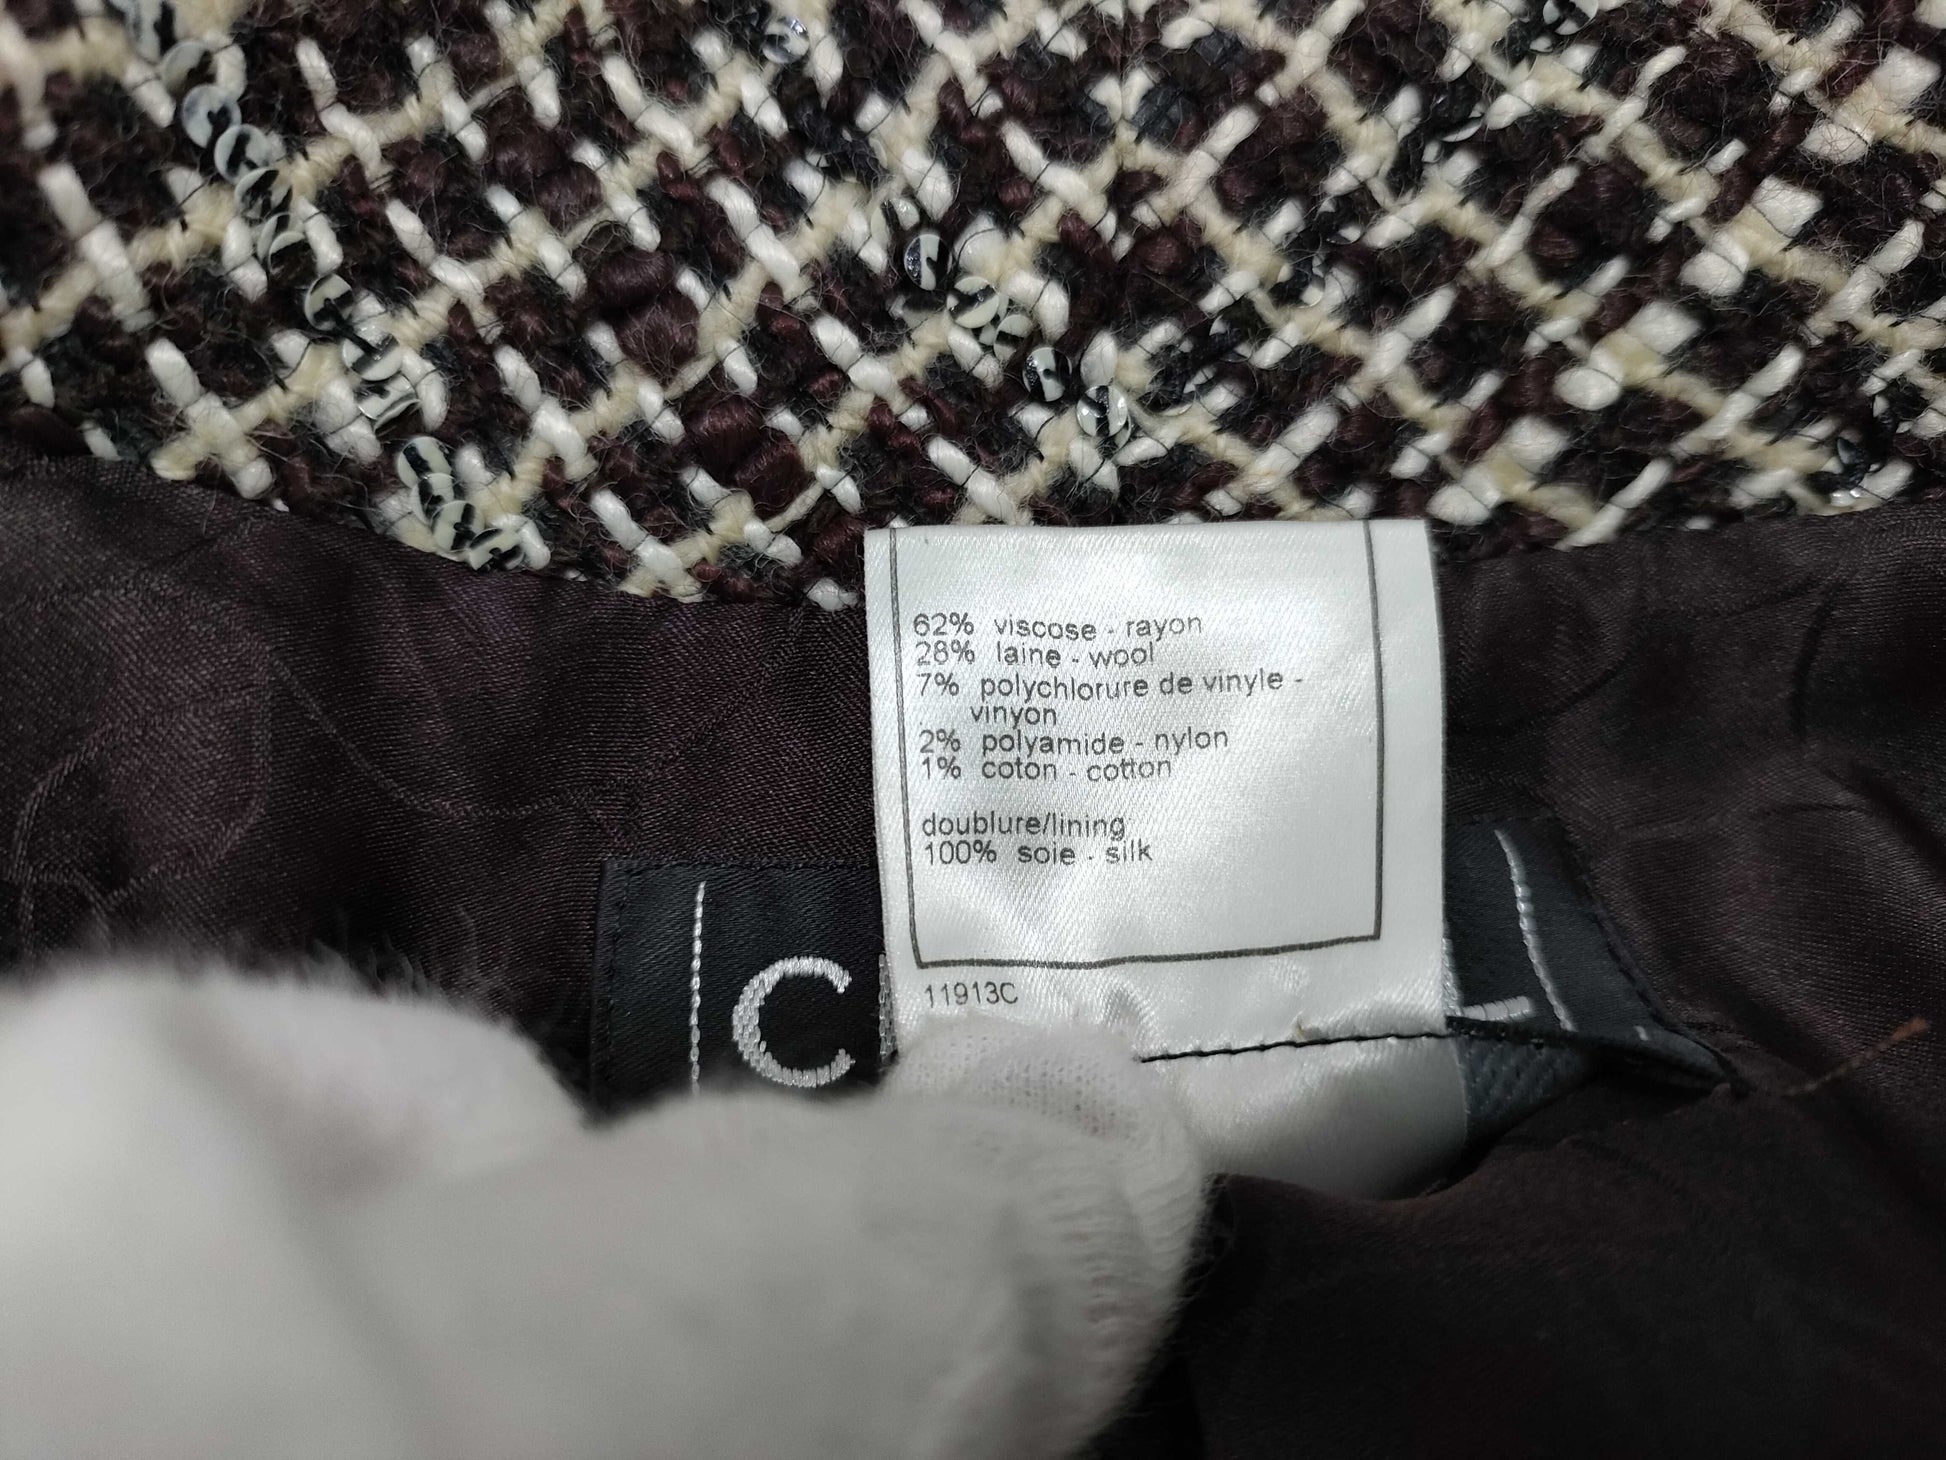 62% viscose - rayon
28% laine - wool
7% polychlorure de vinyle -
vinyon
2% polyamide - nylon
1% coton - cotton
doublure/lining
100% soie - silk
11913C
C